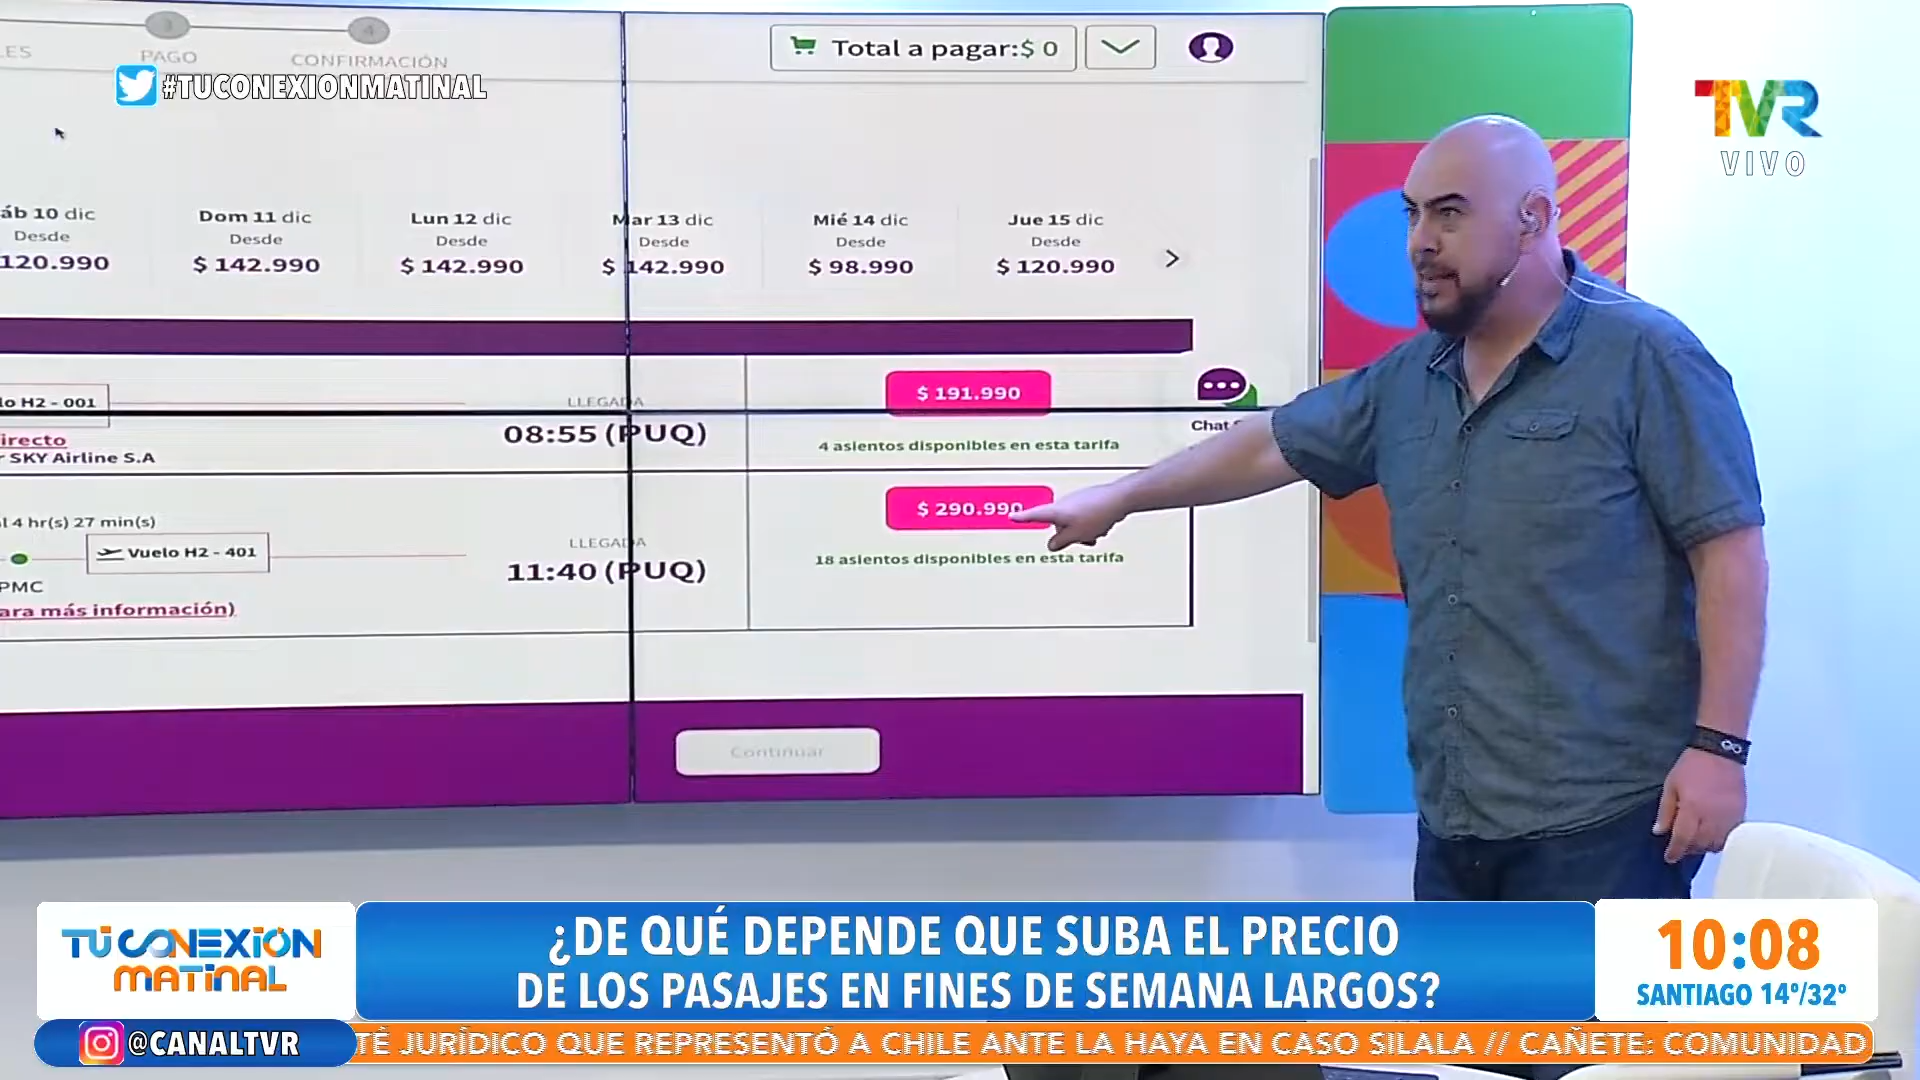 LES
3
PAGO
4
CONFIRMACIÓN
Total a pagar:$ 0
#TUCONEXIONMATINAL
TVR
VIVO
áb 10 dic
Desde
120.990
Dom 11 dic
Desde
$ 142.990
Lun 12 dic
Desde
$ 142.990
Mar 13 dic
Desde
$ 142.990
Mié 14 dic
Desde
$ 98.990
Jue 15 dic
Desde
$ 120.990
lo H2 - 001
LLEGADA
08:55 (PUQ)
$ 191.990
4 asientos disponibles en esta tarifa
Chat
irecto
r SKY Airline S.A
l 4 hr(s) 27 min(s)
Vuelo H2 - 401
PMC
ara más información)
LLEGADA
11:40 (PUQ)
$ 290.990
18 asientos disponibles en esta tarifa
Continuar
TÚ CONEXIÓN
MATINAL
¿DE QUÉ DEPENDE QUE SUBA EL PRECIO
DE LOS PASAJES EN FINES DE SEMANA LARGOS?
10:08
SANTIAGO 14°/32°
@CANALTVR
TÉ JURÍDICO QUE REPRESENTÓ A CHILE ANTE LA HAYA EN CASO SILALA // CAÑETE: COMUNIDAD